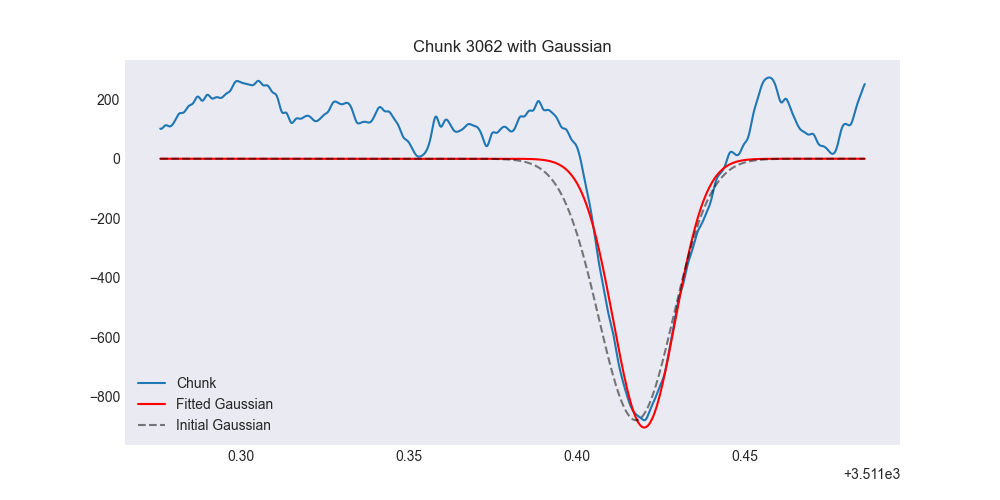 Chunk 3062 with Gaussian
200
0
−200
−400
−600
−800
Chunk
Fitted Gaussian
Initial Gaussian
0.30 0.35 0.40 0.45
+3.511e3